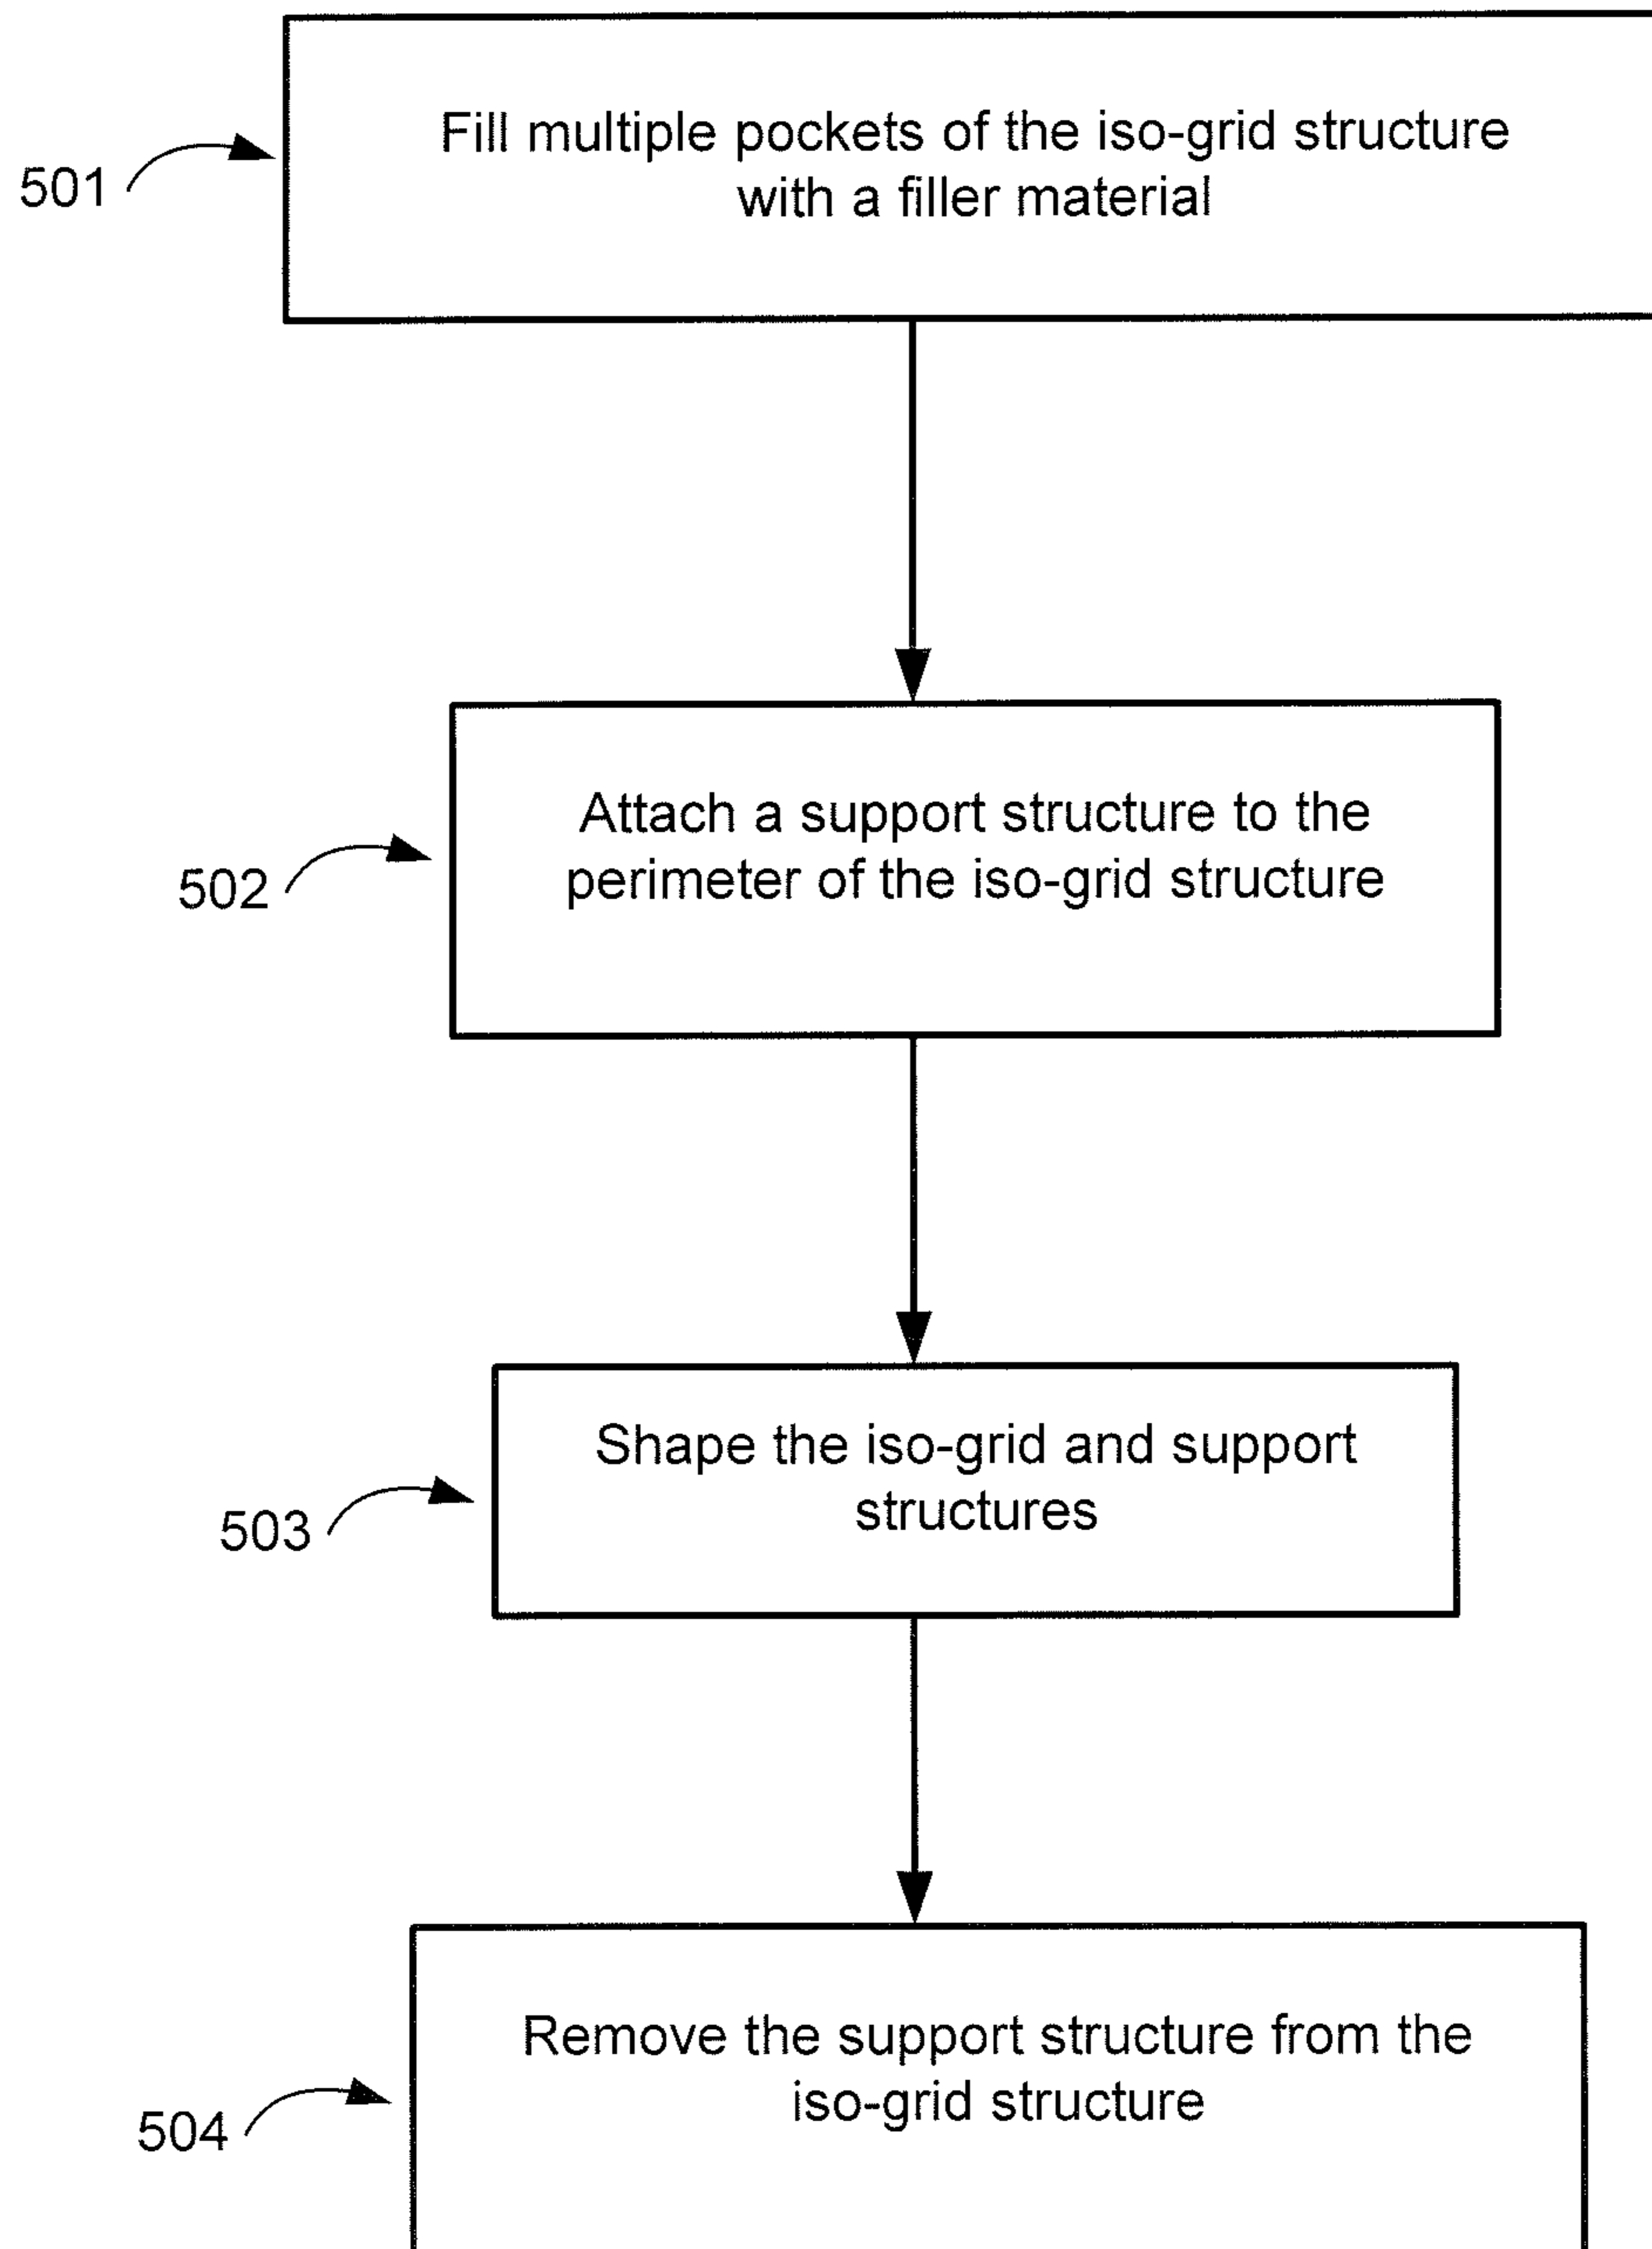 Fill multiple pockets of the iso-grid structure
with a filler material
501
Attach a support structure to the
perimeter of the iso-grid structure
502
Shape the iso-grid and support
structures
503
Remove the support structure from the
iso-grid structure
504